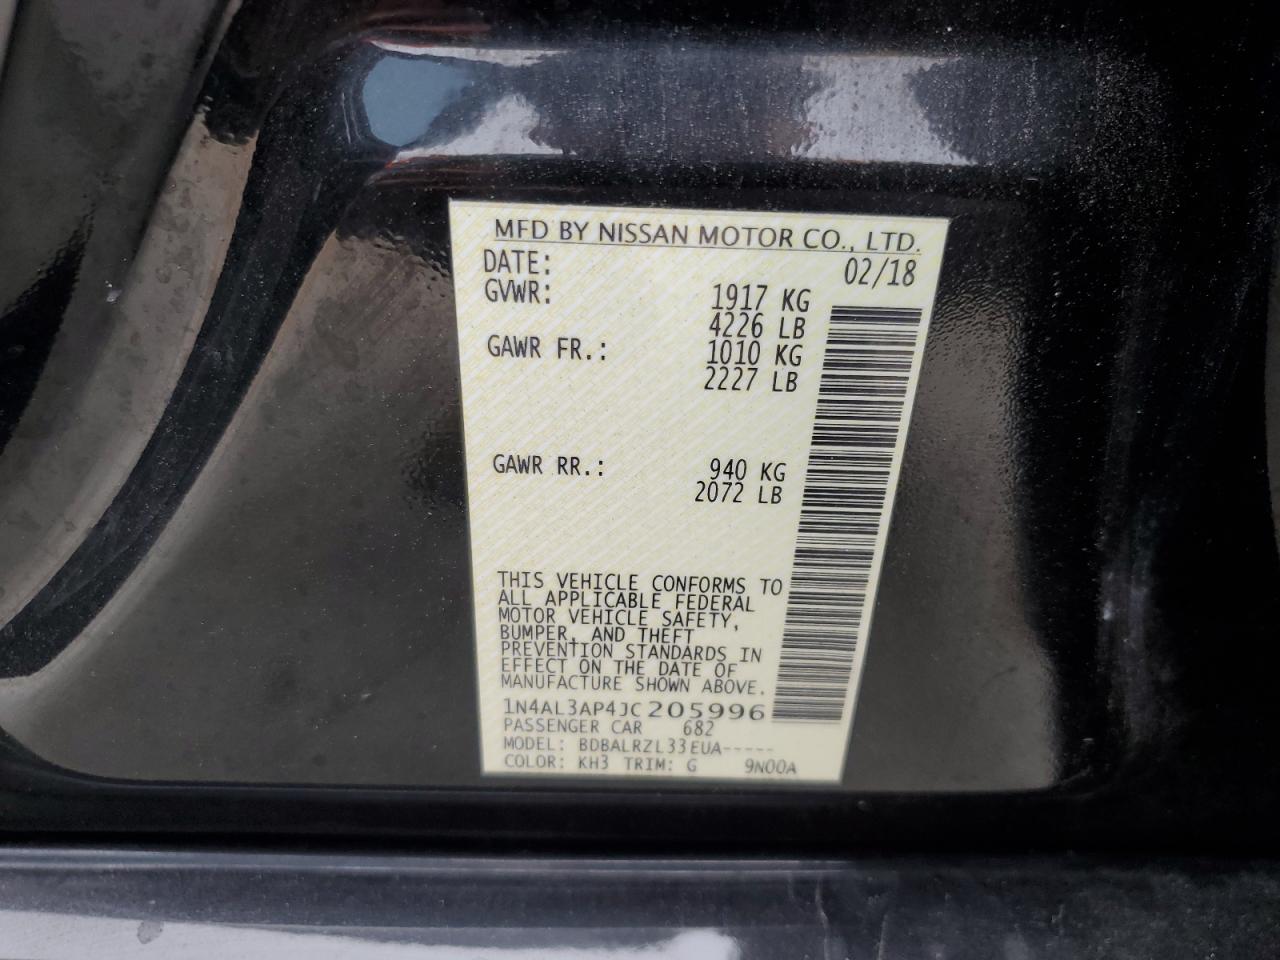 MFD BY NISSAN MOTOR CO., LTD.
DATE: 02/18
GVWR: 1917 KG
4226 LB
GAWR FR.: 1010 KG
2227 LB
GAWR RR.: 940 KG
2072 LB
THIS VEHICLE CONFORMS TO
ALL APPLICABLE FEDERAL
MOTOR VEHICLE SAFETY,
BUMPER, AND THEFT
PREVENTION STANDARDS IN
EFFECT ON THE DATE OF
MANUFACTURE SHOWN ABOVE.
1N4AL3AP4JC205996
PASSENGER CAR 682
MODEL: BDBALRZL33EUA-----
COLOR: KH3 TRIM: G 9N00A